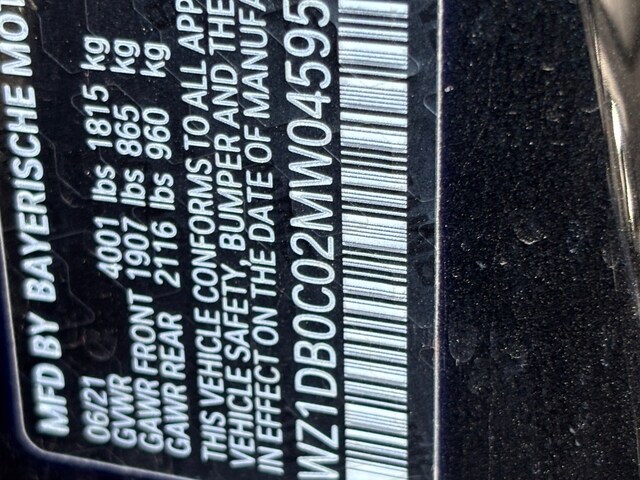 MFD BY BAYERISCHE MOT
06/21
GVWR 4001 lbs 1815 kg
GAWR FRONT 1907 lbs 865 kg
GAWR REAR 2116 lbs 960 kg
THIS VEHICLE CONFORMS TO ALL APP
VEHICLE SAFETY, BUMPER AND THE
IN EFFECT ON THE DATE OF MANUFA
WZ1DB0C02MW04595